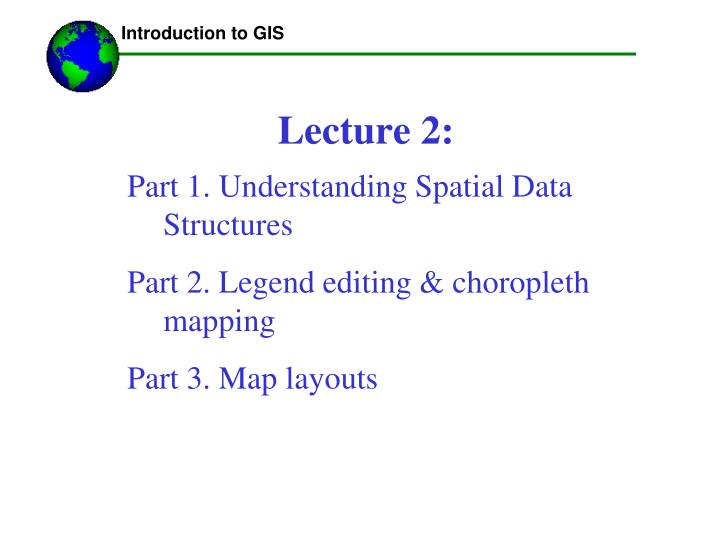 Introduction to GIS
Lecture 2:
Part 1. Understanding Spatial Data
Structures
Part 2. Legend editing & choropleth
mapping
Part 3. Map layouts